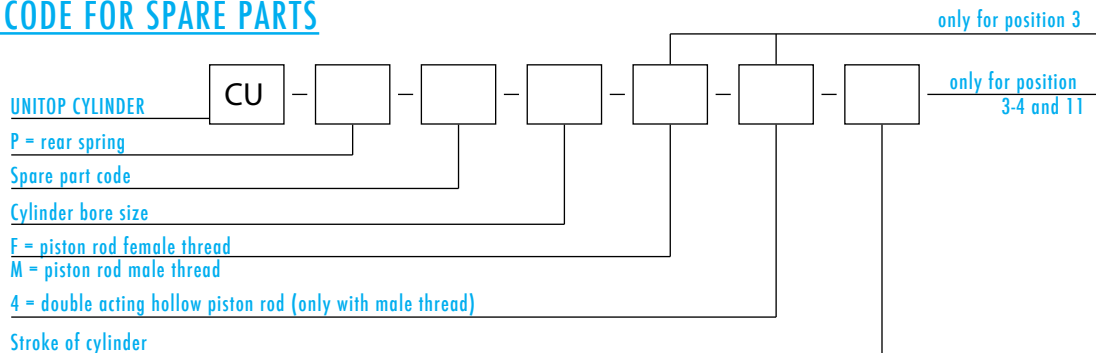 CODE FOR SPARE PARTS
only for position 3
CU – – – – – –
only for position
3-4 and 11
UNITOP CYLINDER
P = rear spring
Spare part code
Cylinder bore size
F = piston rod female thread
M = piston rod male thread
4 = double acting hollow piston rod (only with male thread)
Stroke of cylinder